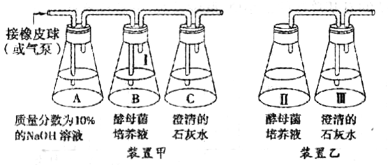 接橡皮球
(或气泵)
I
A B C II III
质量分数为10% 酵母菌 澄清的 酵母菌 澄清的
的NaOH溶液 培养液 石灰水 培养液 石灰水
装置甲 装置乙